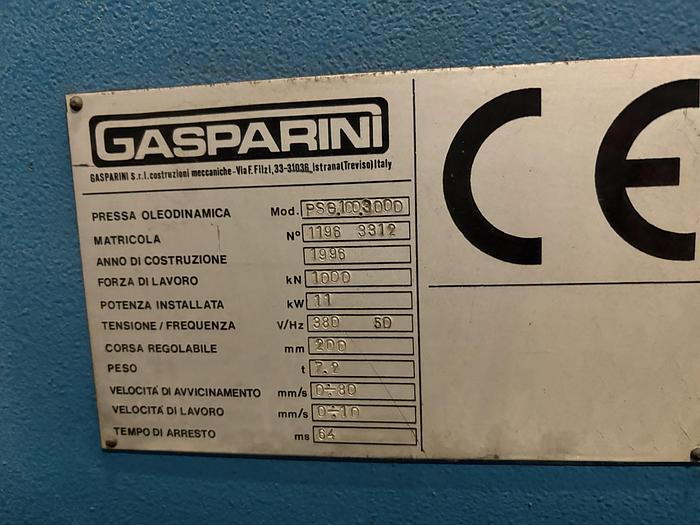 GASPARINI
GASPARINI S.r.l. costruzioni meccaniche-Via F. Filzi, 33-31036 Istrana(Treviso)Italy
PRESSA OLEODINAMICA Mod. PSG.100.3000
MATRICOLA N° 1196 3312
ANNO DI COSTRUZIONE 1996
FORZA DI LAVORO kN 1000
POTENZA INSTALLATA kW 11
TENSIONE/FREQUENZA V/Hz 380 50
CORSA REGOLABILE mm 200
PESO t 7.2
VELOCITÀ DI AVVICINAMENTO mm/s 0÷80
VELOCITÀ DI LAVORO mm/s 0÷10
TEMPO DI ARRESTO ms 64
CE